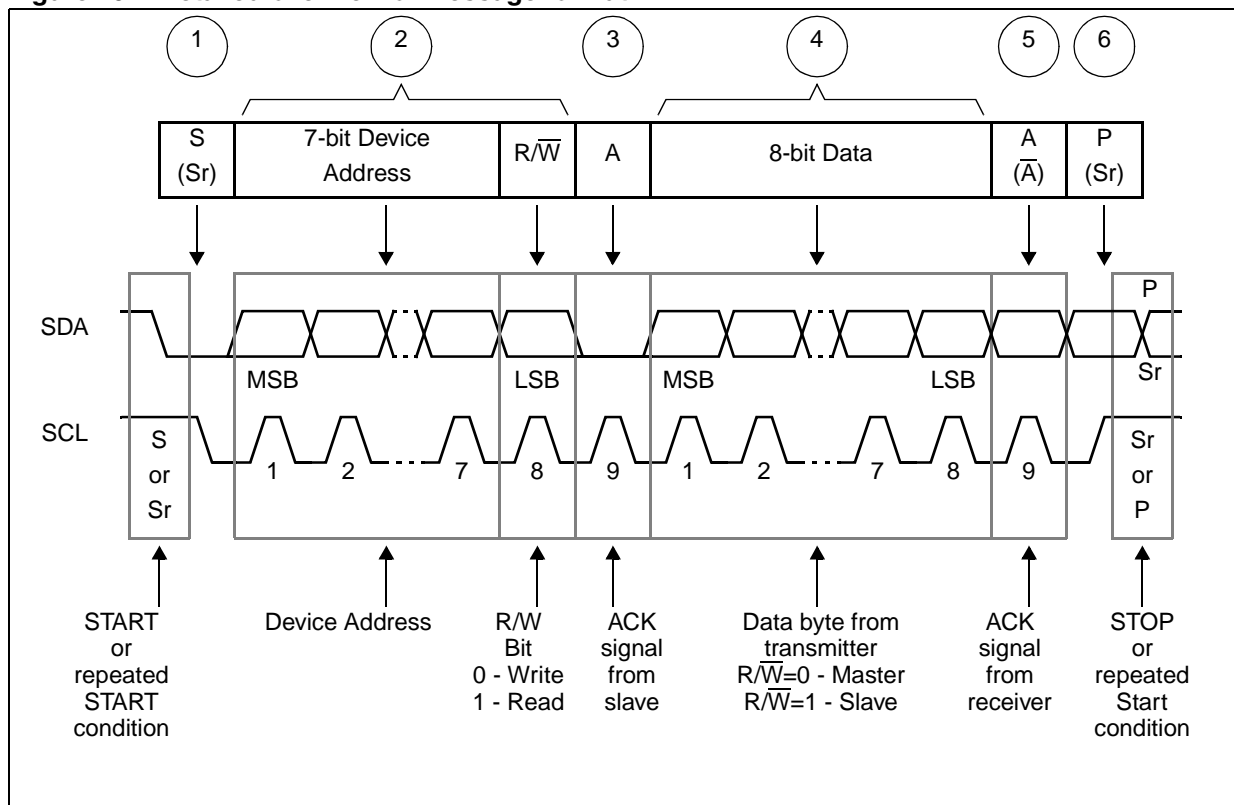 1 2 3 4 5 6
S (Sr)
7-bit Device Address
R/W̅
A
8-bit Data
A (A̅)
P (Sr)
SDA
MSB LSB MSB LSB
P
Sr
SCL
S or Sr
1 2 7 8 9 1 2 7 8 9
Sr or P
START or repeated START condition
Device Address
R/W Bit 0 - Write 1 - Read
ACK signal from slave
Data byte from transmitter R/W̅=0 - Master R/W̅=1 - Slave
ACK signal from receiver
STOP or repeated Start condition